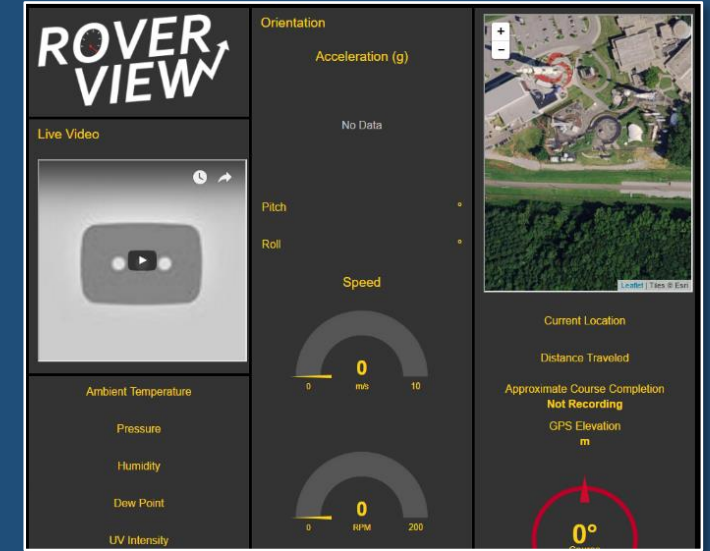 ROVER
VIEW
Live Video
Ambient Temperature
Pressure
Humidity
Dew Point
UV Intensity
Orientation
Acceleration (g)
No Data
Pitch °
Roll °
Speed
0
0 m/s 10
0
0 RPM 200
+
−
Leaflet | Tiles © Esri
Current Location
Distance Traveled
Approximate Course Completion
Not Recording
GPS Elevation
m
0°
Course